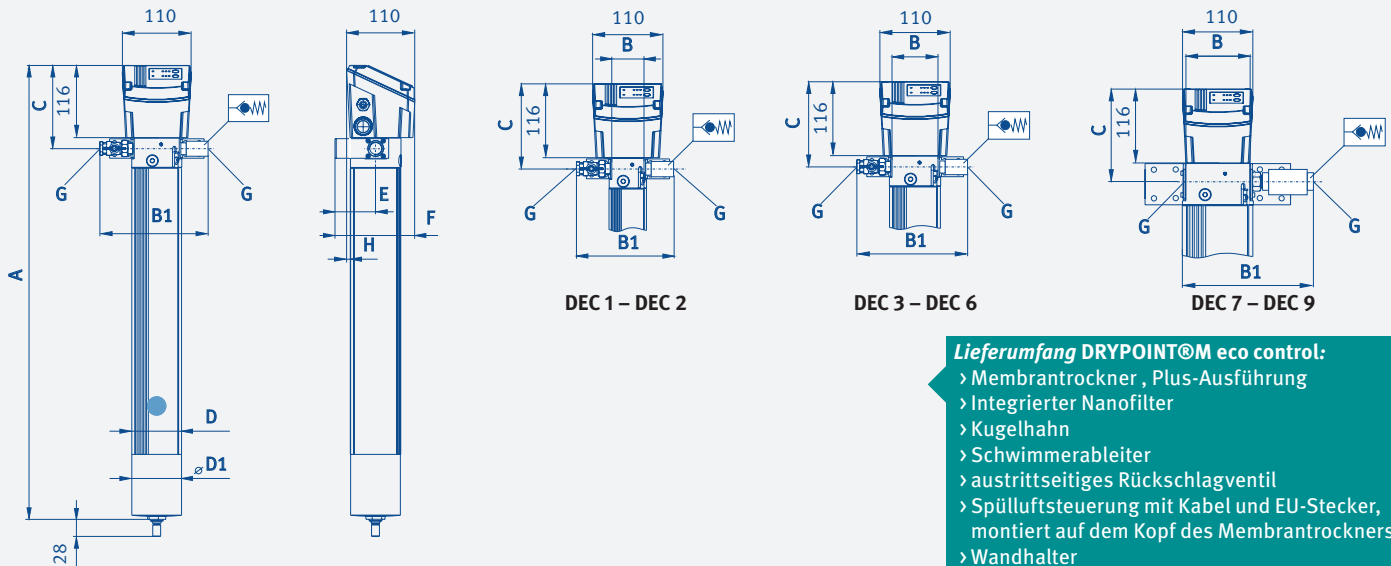 110
C
116
G
G
B1
A
D
⌀ D1
28
110
E
F
H
110
B
C
116
G
G
B1
DEC 1 – DEC 2
110
B
C
116
G
G
B1
DEC 3 – DEC 6
110
B
C
116
G
G
B1
DEC 7 – DEC 9
Lieferumfang DRYPOINT®M eco control:
› Membrantrockner , Plus-Ausführung
› Integrierter Nanofilter
› Kugelhahn
› Schwimmerableiter
› austrittseitiges Rückschlagventil
› Spülluftsteuerung mit Kabel und EU-Stecker,
montiert auf dem Kopf des Membrantrockners
› Wandhalter